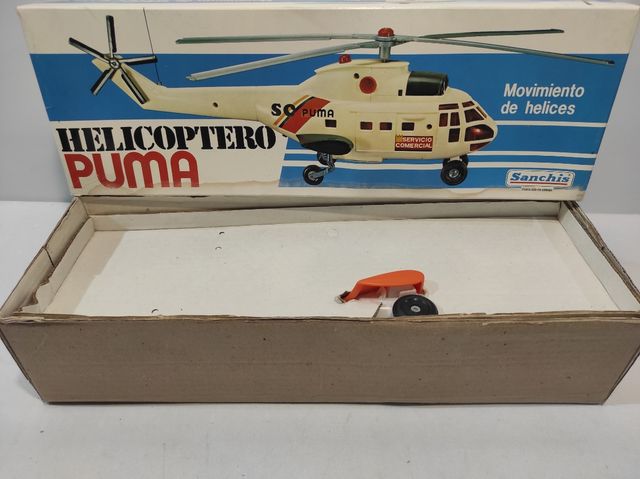 Movimiento
de helices
SO PUMA
SERVICIO
COMERCIAL
HELICOPTERO
PUMA
Sanchis